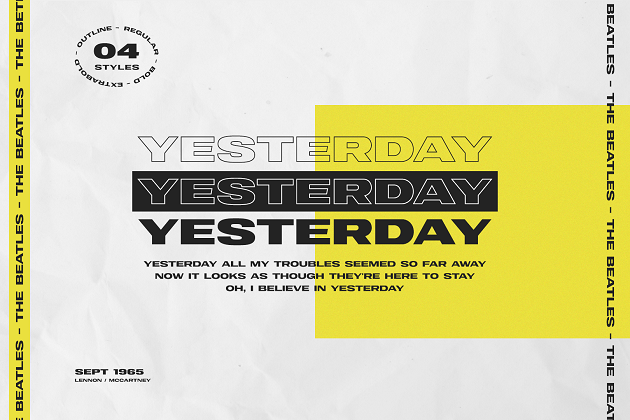 THE BEATLES - THE BEATLES - THE BEATLES - THE BET
OUTLINE - REGULAR - BOLD - EXTRABOLD -
04
STYLES
YESTERDAY
YESTERDAY
YESTERDAY
YESTERDAY ALL MY TROUBLES SEEMED SO FAR AWAY
NOW IT LOOKS AS THOUGH THEY'RE HERE TO STAY
OH, I BELIEVE IN YESTERDAY
SEPT 1965
LENNON / MCCARTNEY
BEATLES - THE BEATLES - THE BEATLES - THE BEATLES - THE